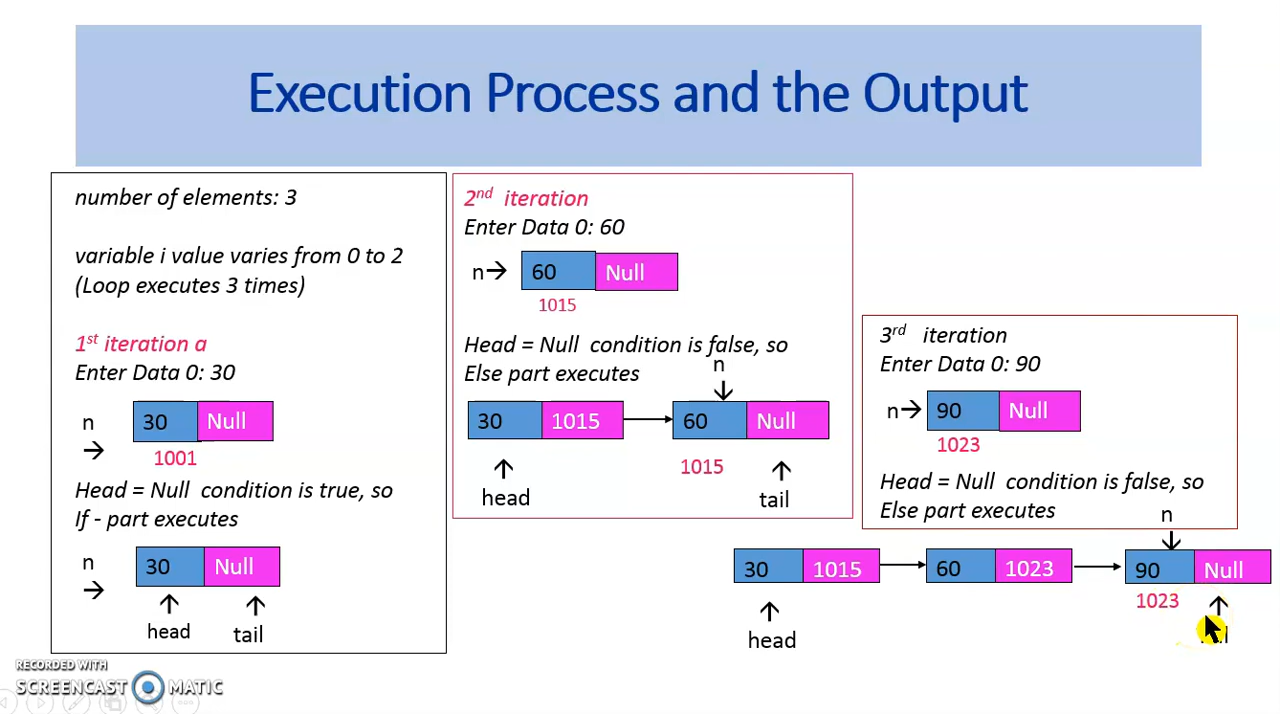 Execution Process and the Output
number of elements: 3
variable i value varies from 0 to 2
(Loop executes 3 times)
1st iteration a
Enter Data 0: 30
n
→
30 Null
1001
Head = Null condition is true, so
If - part executes
n
→
30 Null
head tail
2nd iteration
Enter Data 0: 60
n→ 60 Null
1015
Head = Null condition is false, so
Else part executes
n
30 1015 60 Null
1015
head tail
3rd iteration
Enter Data 0: 90
n→ 90 Null
1023
Head = Null condition is false, so
Else part executes
n
30 1015 60 1023 90 Null
1023
head
RECORDED WITH
SCREENCAST MATIC